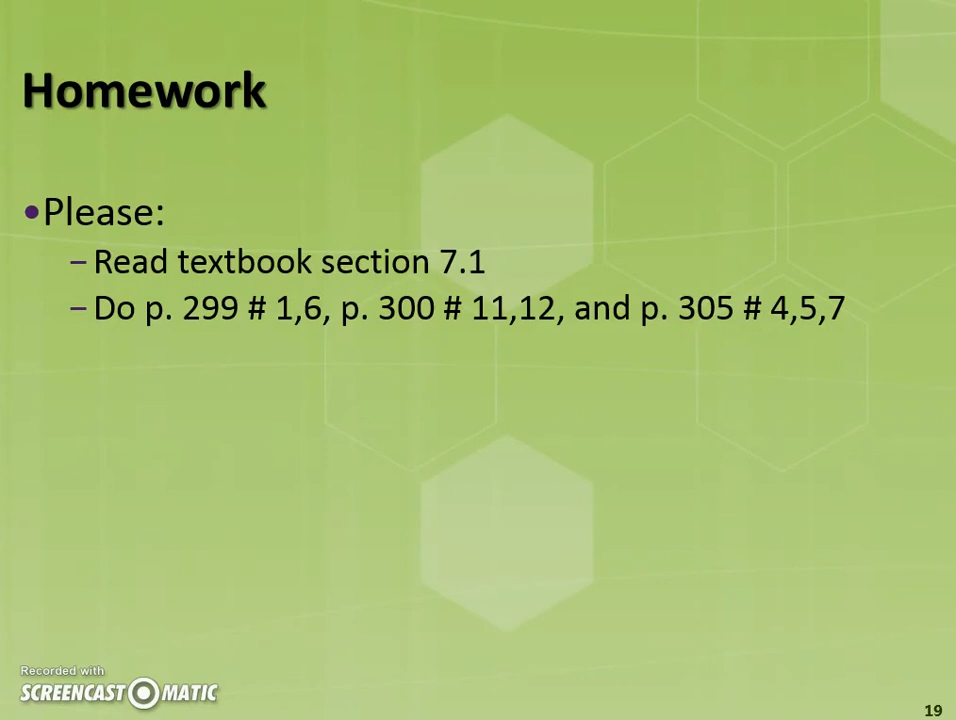 Homework
•Please:
–Read textbook section 7.1
–Do p. 299 # 1,6, p. 300 # 11,12, and p. 305 # 4,5,7
Recorded with
SCREENCAST MATIC
19